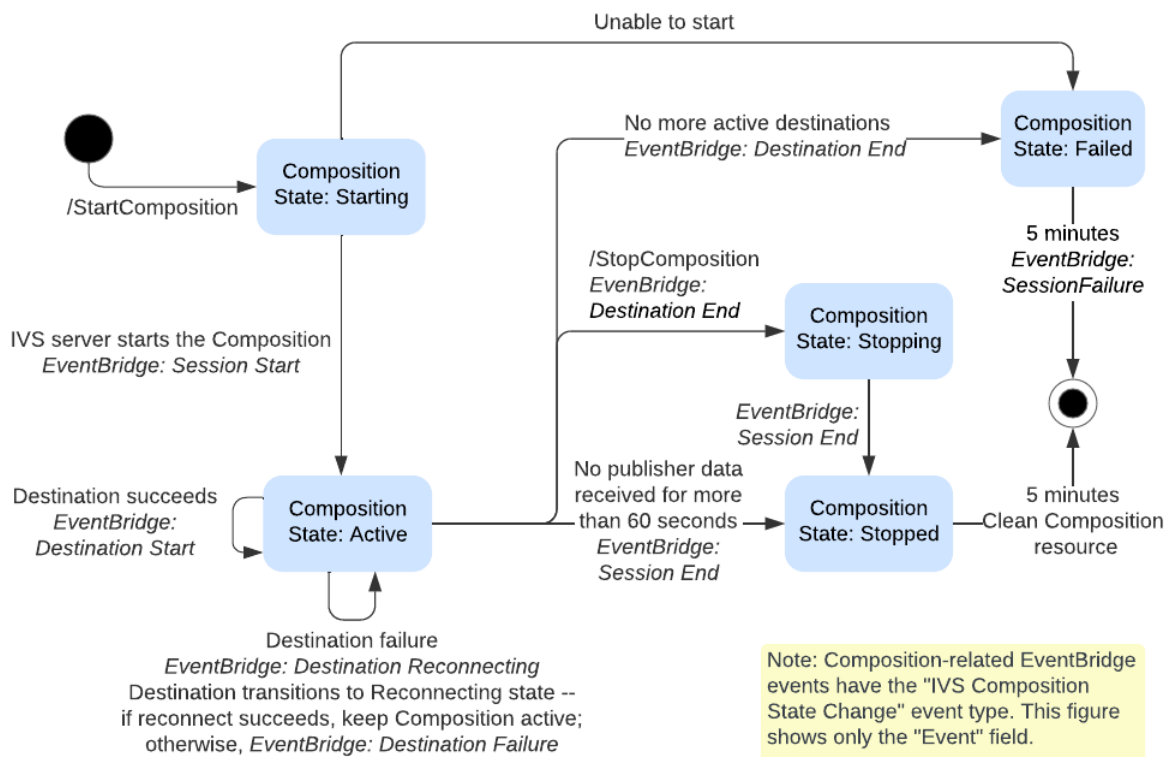 Unable to start
Composition
State: Failed
No more active destinations
EventBridge: Destination End
Composition
State: Starting
/StartComposition
5 minutes
EventBridge:
SessionFailure
/StopComposition
EvenBridge:
Destination End
Composition
State: Stopping
IVS server starts the Composition
EventBridge: Session Start
EventBridge:
Session End
Destination succeeds
EventBridge:
Destination Start
Composition
State: Active
No publisher data
received for more
than 60 seconds
EventBridge:
Session End
Composition
State: Stopped
5 minutes
Clean Composition
resource
Destination failure
EventBridge: Destination Reconnecting
Destination transitions to Reconnecting state --
if reconnect succeeds, keep Composition active;
otherwise, EventBridge: Destination Failure
Note: Composition-related EventBridge
events have the "IVS Composition
State Change" event type. This figure
shows only the "Event" field.